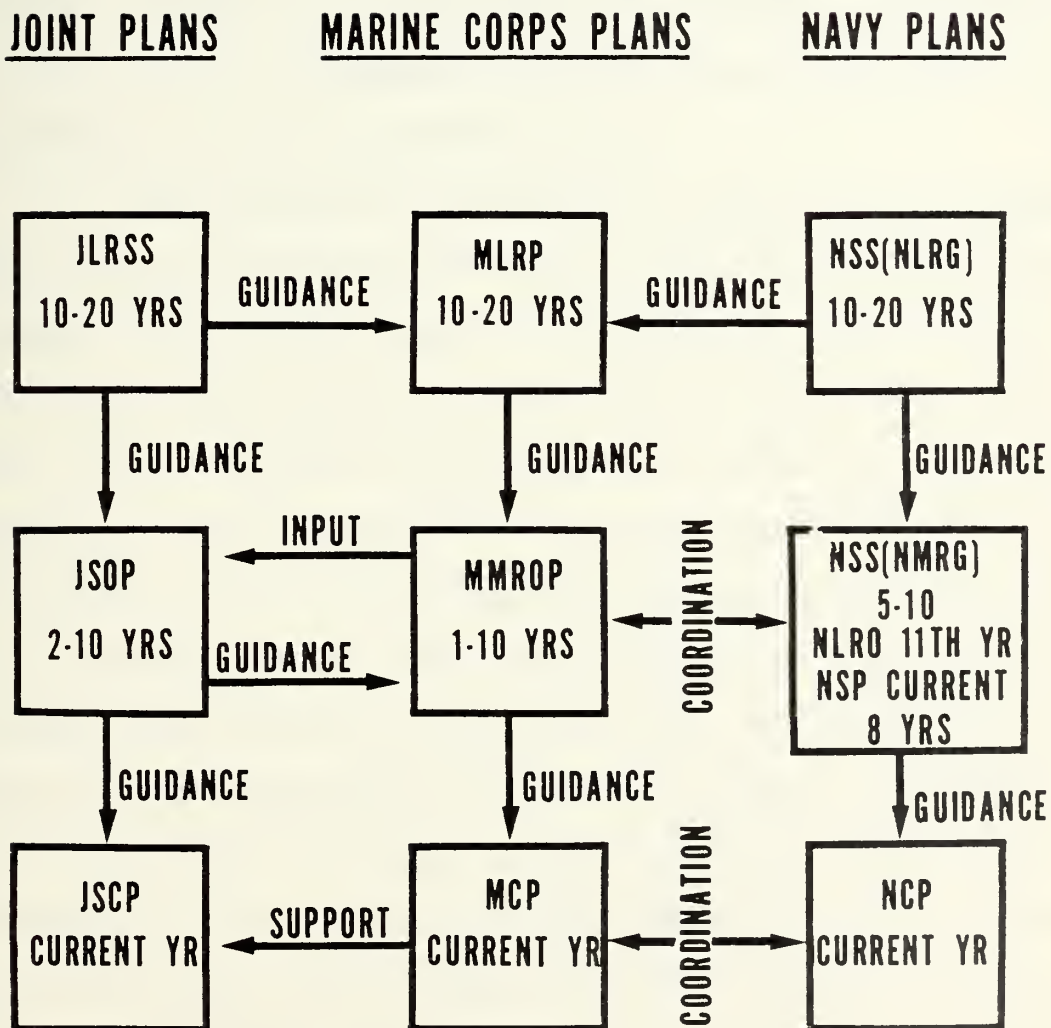 JOINT PLANS
MARINE CORPS PLANS
NAVY PLANS
JLRSS
10-20 YRS
GUIDANCE
MLRP
10-20 YRS
GUIDANCE
NSS(NLRG)
10-20 YRS
GUIDANCE
GUIDANCE
GUIDANCE
JSOP
2-10 YRS
INPUT
GUIDANCE
MMROP
1-10 YRS
COORDINATION
NSS(NMRG)
5-10
NLRO 11TH YR
NSP CURRENT
8 YRS
GUIDANCE
GUIDANCE
GUIDANCE
JSCP
CURRENT YR
SUPPORT
MCP
CURRENT YR
COORDINATION
NCP
CURRENT YR